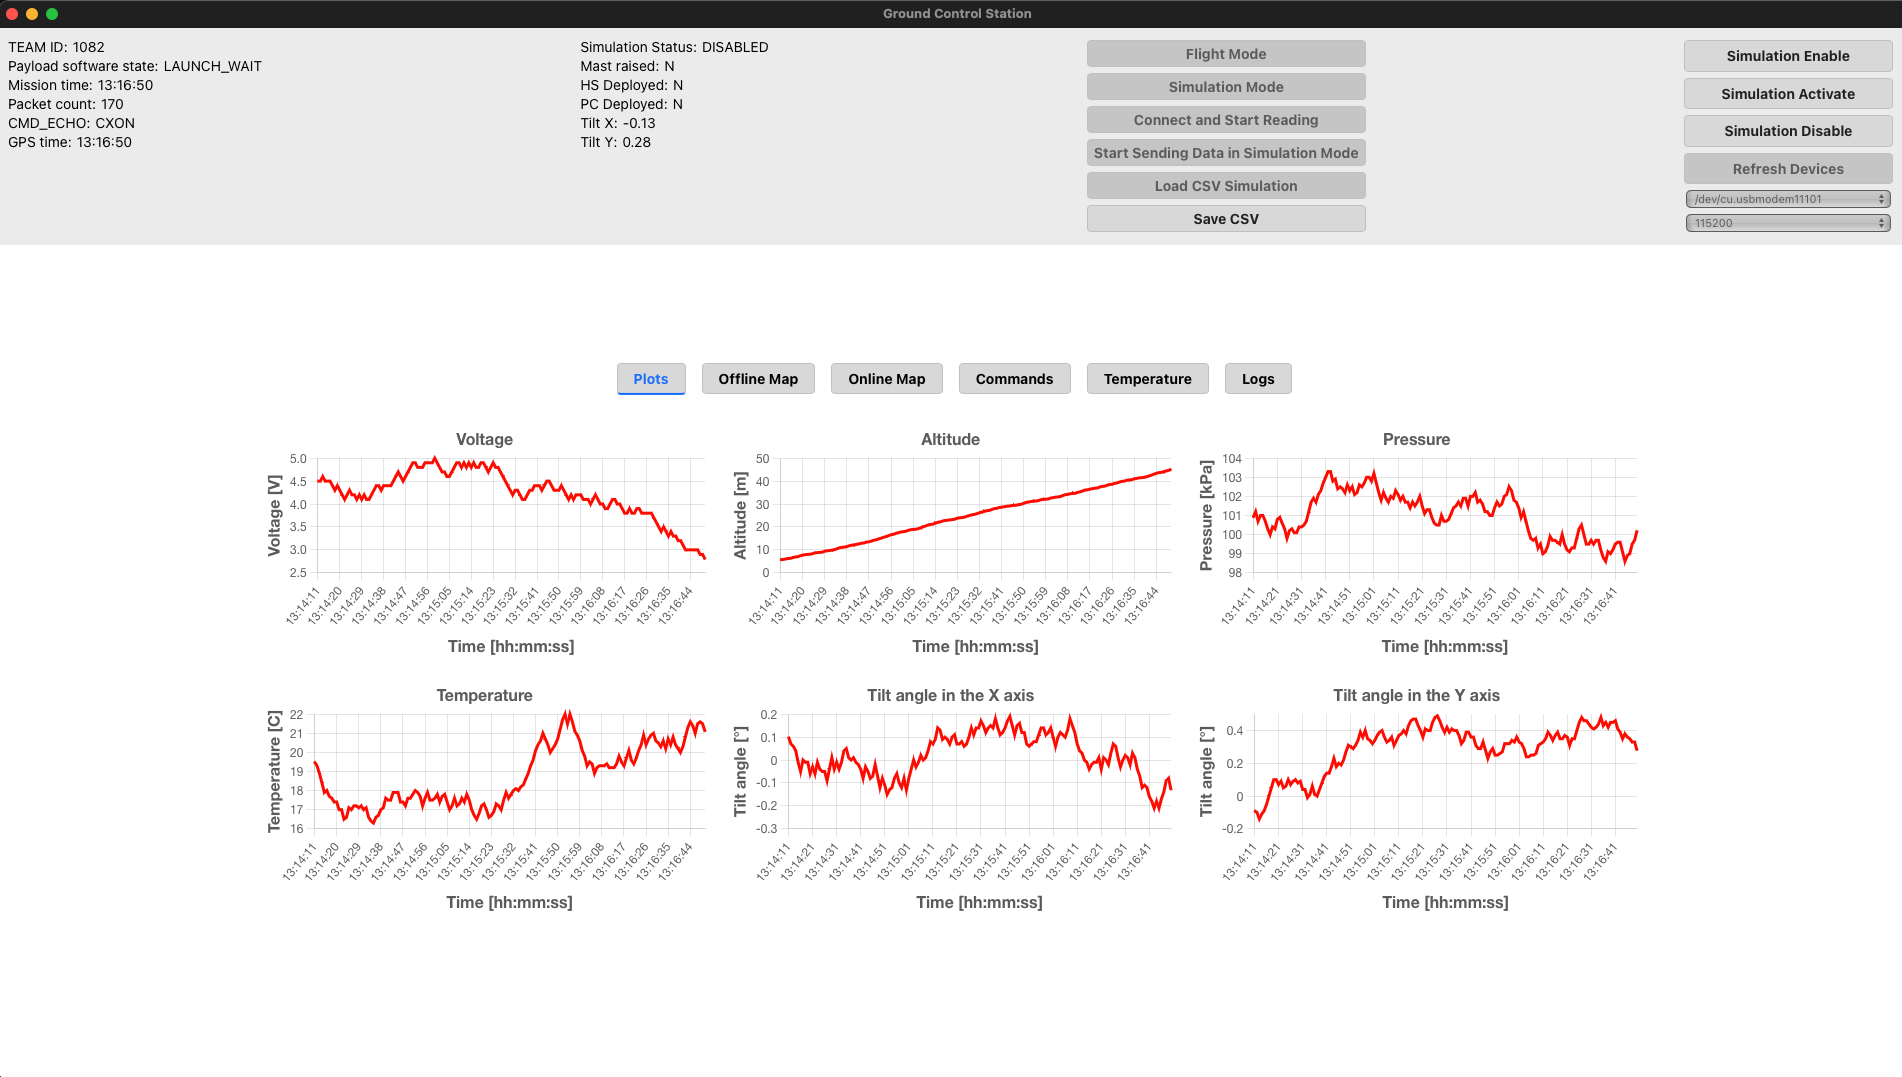 Ground Control Station
TEAM ID: 1082
Payload software state: LAUNCH_WAIT
Mission time: 13:16:50
Packet count: 170
CMD_ECHO: CXON
GPS time: 13:16:50
Simulation Status: DISABLED
Mast raised: N
HS Deployed: N
PC Deployed: N
Tilt X: -0.13
Tilt Y: 0.28
Flight Mode
Simulation Mode
Connect and Start Reading
Start Sending Data in Simulation Mode
Load CSV Simulation
Save CSV
Simulation Enable
Simulation Activate
Simulation Disable
Refresh Devices
/dev/cu.usbmodem11101
115200
Plots Offline Map Online Map Commands Temperature Logs
Voltage
Voltage [V]
5.0
4.5
4.0
3.5
3.0
2.5
13:14:11 13:14:20 13:14:29 13:14:38 13:14:47 13:14:56 13:15:05 13:15:14 13:15:23 13:15:32 13:15:41 13:15:50 13:15:59 13:16:08 13:16:17 13:16:26 13:16:35 13:16:44
Time [hh:mm:ss]
Altitude
Altitude [m]
50
40
30
20
10
0
13:14:11 13:14:20 13:14:29 13:14:38 13:14:47 13:14:56 13:15:05 13:15:14 13:15:23 13:15:32 13:15:41 13:15:50 13:15:59 13:16:08 13:16:17 13:16:26 13:16:35 13:16:44
Time [hh:mm:ss]
Pressure
Pressure [kPa]
104
103
102
101
100
99
98
13:14:11 13:14:21 13:14:31 13:14:41 13:14:51 13:15:01 13:15:11 13:15:21 13:15:31 13:15:41 13:15:51 13:16:01 13:16:11 13:16:21 13:16:31 13:16:41
Time [hh:mm:ss]
Temperature
Temperature [C]
22
21
20
19
18
17
16
13:14:11 13:14:20 13:14:29 13:14:38 13:14:47 13:14:56 13:15:05 13:15:14 13:15:23 13:15:32 13:15:41 13:15:50 13:15:59 13:16:08 13:16:17 13:16:26 13:16:35 13:16:44
Time [hh:mm:ss]
Tilt angle in the X axis
Tilt angle [°]
0.2
0.1
0
-0.1
-0.2
-0.3
13:14:11 13:14:21 13:14:31 13:14:41 13:14:51 13:15:01 13:15:11 13:15:21 13:15:31 13:15:41 13:15:51 13:16:01 13:16:11 13:16:21 13:16:31 13:16:41
Time [hh:mm:ss]
Tilt angle in the Y axis
Tilt angle [°]
0.4
0.2
0
-0.2
13:14:11 13:14:21 13:14:31 13:14:41 13:14:51 13:15:01 13:15:11 13:15:21 13:15:31 13:15:41 13:15:51 13:16:01 13:16:11 13:16:21 13:16:31 13:16:41
Time [hh:mm:ss]